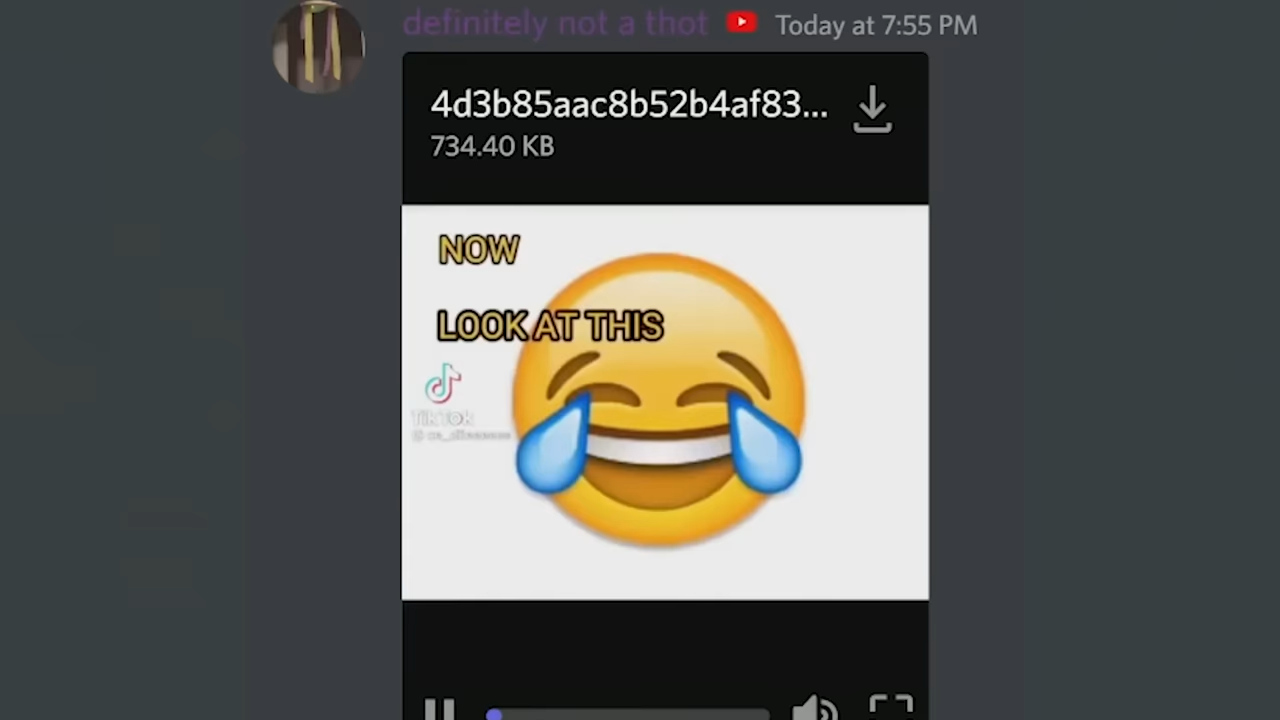 definitely not a thot Today at 7:55 PM
4d3b85aac8b52b4af83...
734.40 KB
NOW
LOOK AT THIS
TikTok